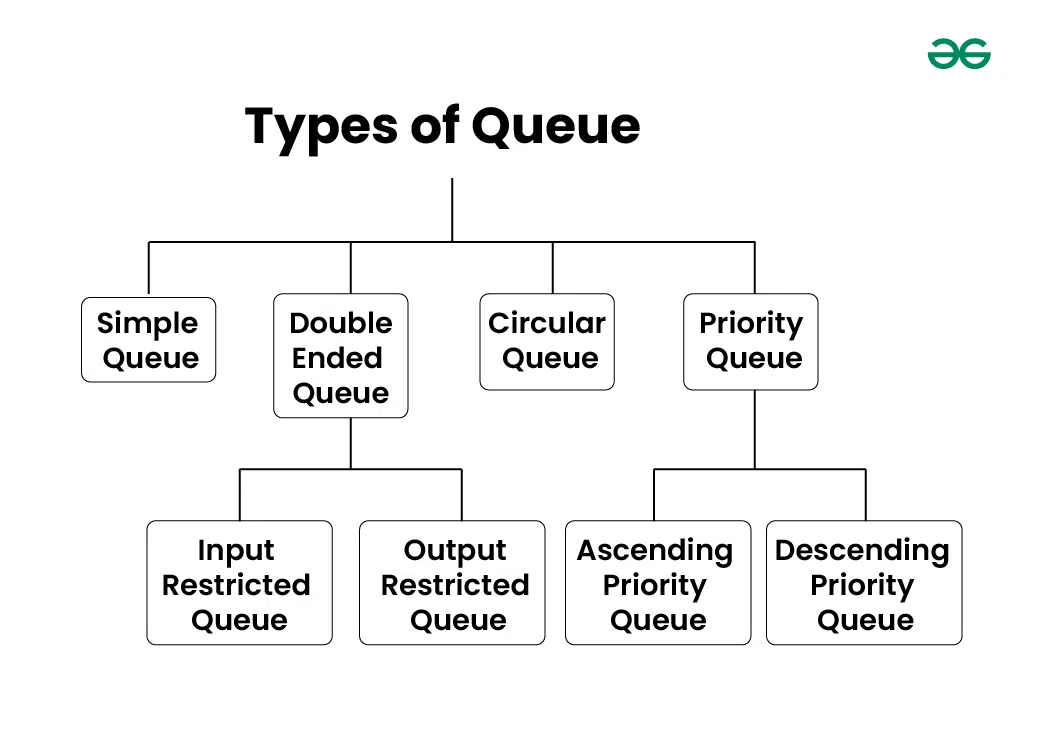 Types of Queue
Simple
Queue
Double
Ended
Queue
Circular
Queue
Priority
Queue
Input
Restricted
Queue
Output
Restricted
Queue
Ascending
Priority
Queue
Descending
Priority
Queue